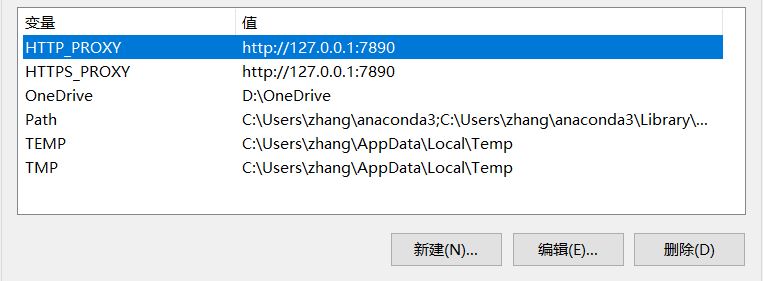 变量 值
HTTP_PROXY http://127.0.0.1:7890
HTTPS_PROXY http://127.0.0.1:7890
OneDrive D:\OneDrive
Path C:\Users\zhang\anaconda3;C:\Users\zhang\anaconda3\Library\...
TEMP C:\Users\zhang\AppData\Local\Temp
TMP C:\Users\zhang\AppData\Local\Temp
新建(N)... 编辑(E)... 删除(D)